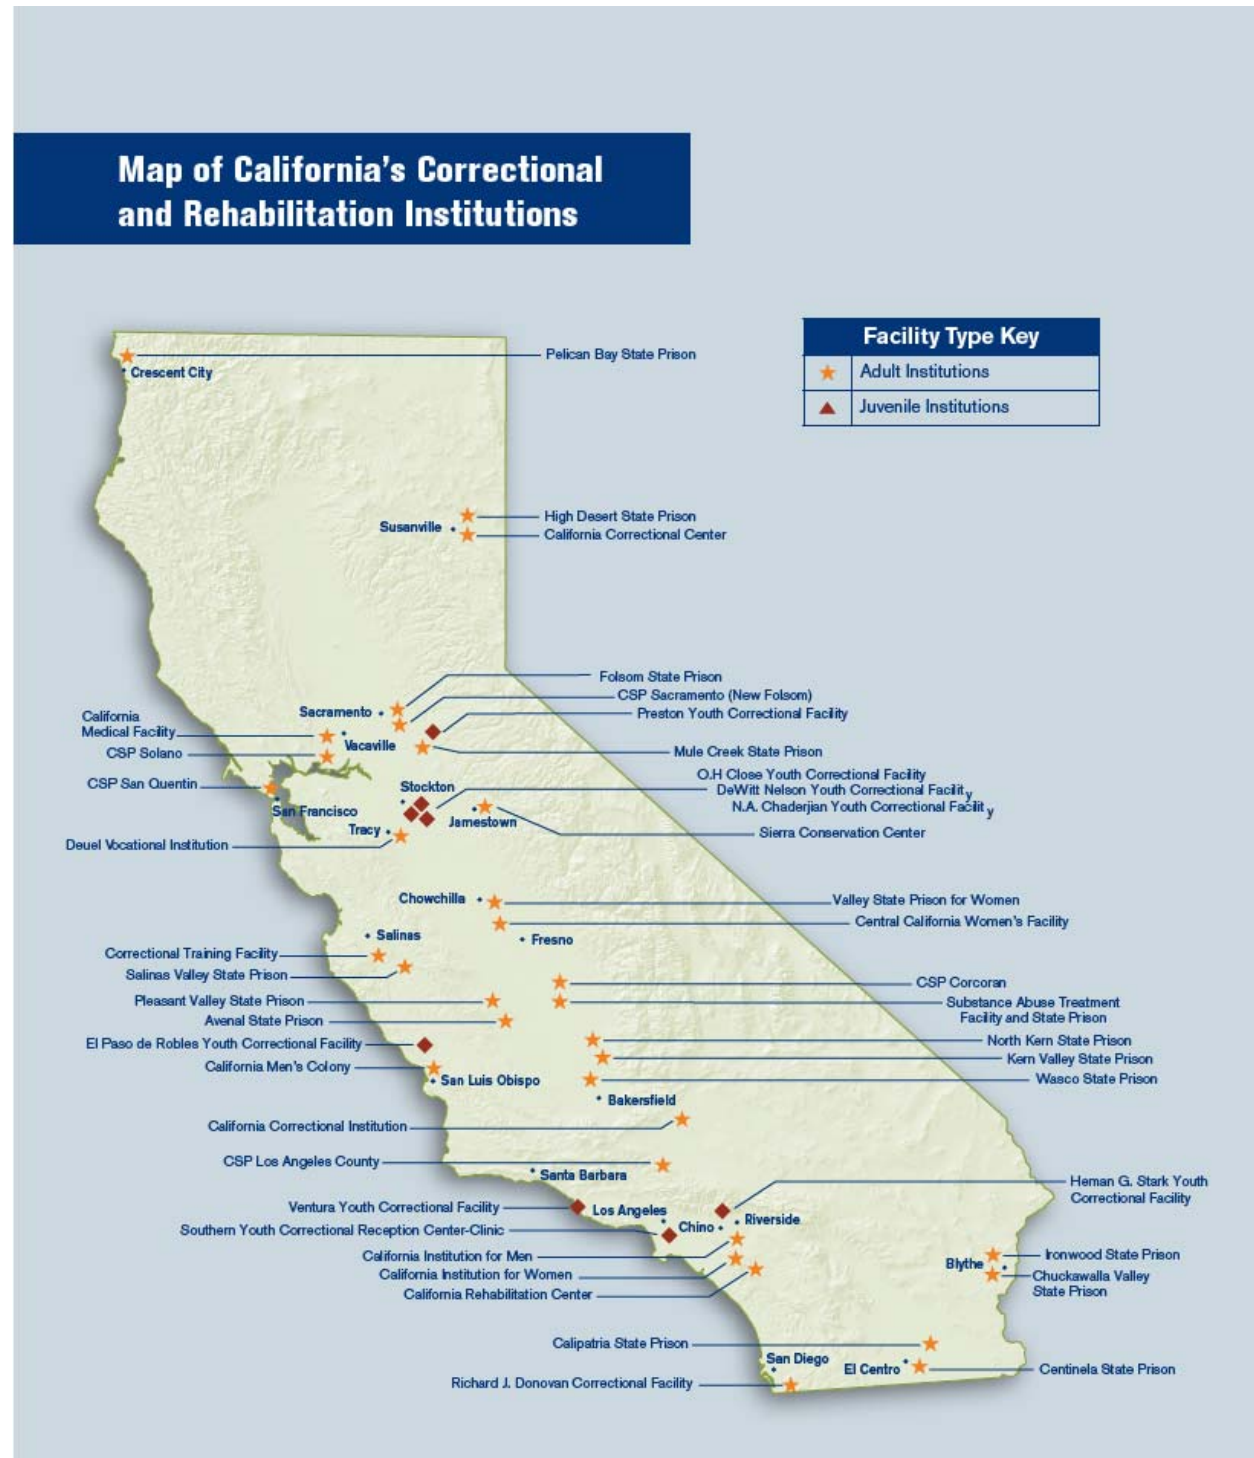 Map of California's Correctional
and Rehabilitation Institutions
Facility Type Key
Adult Institutions
Juvenile Institutions
Pelican Bay State Prison
Crescent City
High Desert State Prison
Susanville
California Correctional Center
Folsom State Prison
CSP Sacramento (New Folsom)
Sacramento
Preston Youth Correctional Facility
California
Medical Facility
Vacaville
CSP Solano
Mule Creek State Prison
O.H Close Youth Correctional Facility
DeWitt Nelson Youth Correctional Facility
N.A. Chaderjian Youth Correctional Facility
CSP San Quentin
Stockton
San Francisco
Jamestown
Tracy
Sierra Conservation Center
Deuel Vocational Institution
Chowchilla
Valley State Prison for Women
Central California Women's Facility
Salinas
Fresno
Correctional Training Facility
Salinas Valley State Prison
CSP Corcoran
Pleasant Valley State Prison
Substance Abuse Treatment
Facility and State Prison
Avenal State Prison
North Kern State Prison
El Paso de Robles Youth Correctional Facility
Kern Valley State Prison
California Men's Colony
San Luis Obispo
Wasco State Prison
Bakersfield
California Correctional Institution
CSP Los Angeles County
Santa Barbara
Heman G. Stark Youth
Correctional Facility
Ventura Youth Correctional Facility
Los Angeles
Chino
Riverside
Southern Youth Correctional Reception Center-Clinic
California Institution for Men
Ironwood State Prison
Blythe
California Institution for Women
Chuckawalla Valley
State Prison
California Rehabilitation Center
Calipatria State Prison
San Diego
El Centro
Centinela State Prison
Richard J. Donovan Correctional Facility